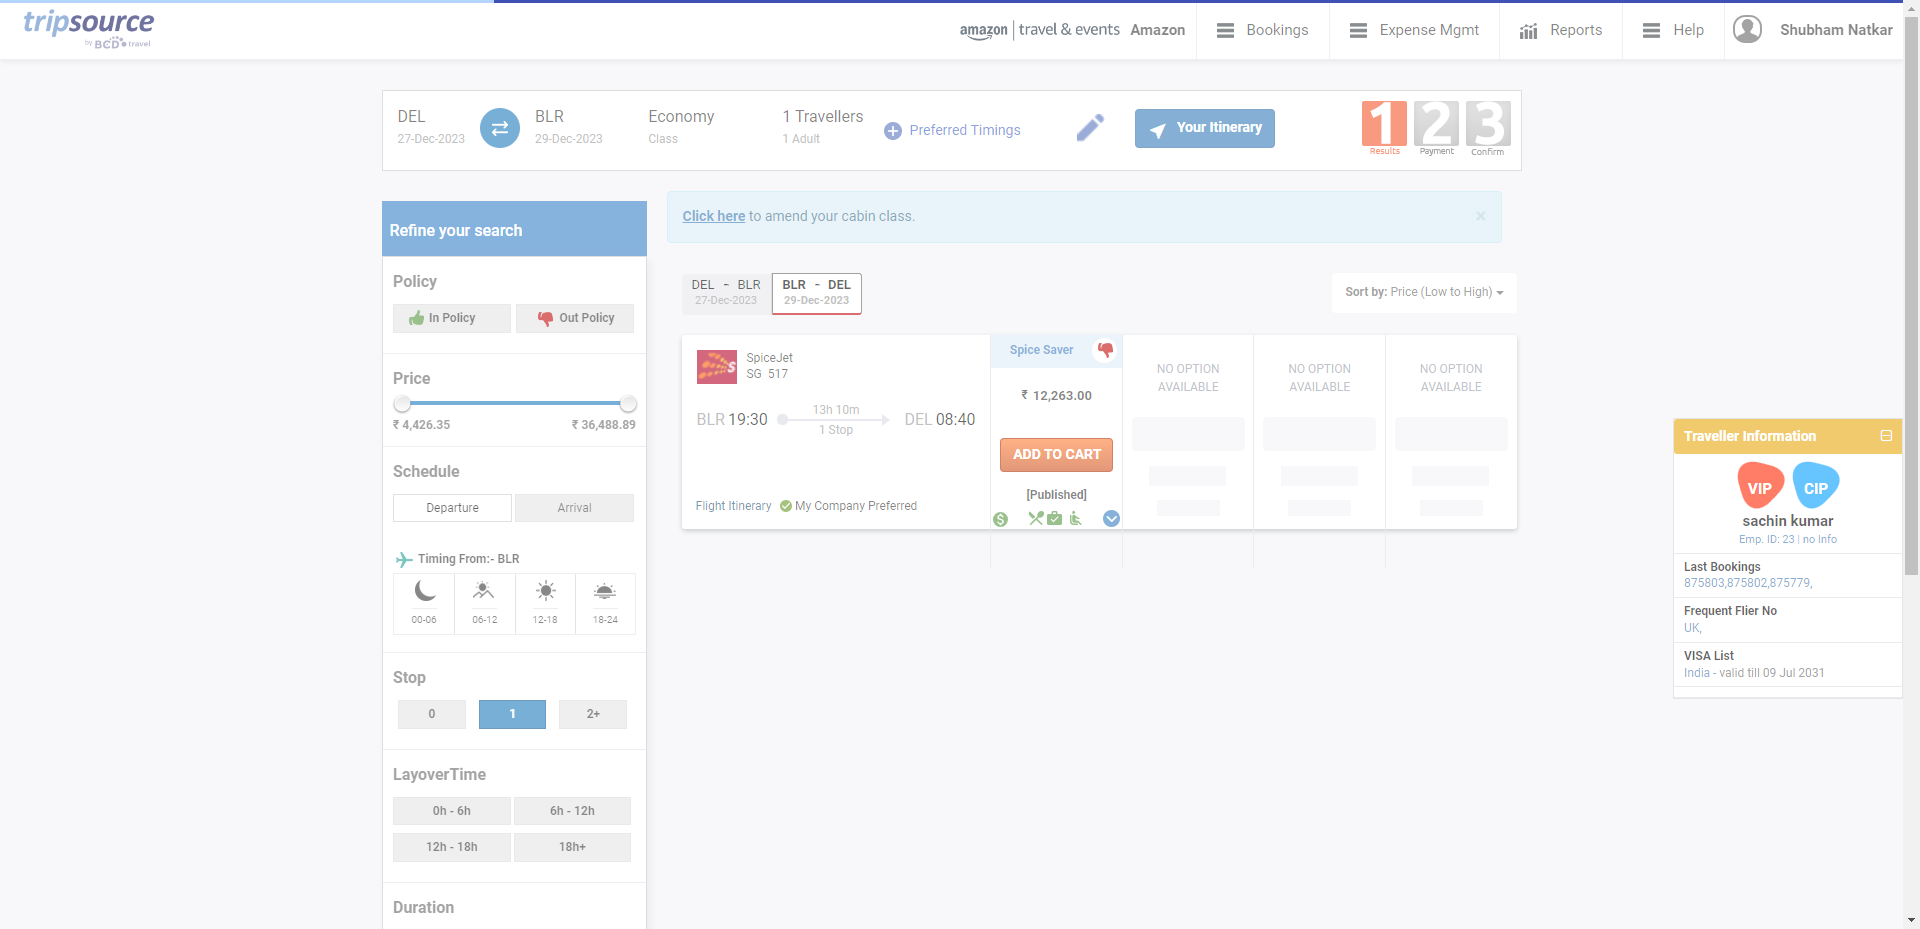 tripsource
by BCD travel
amazon | travel & events Amazon
Bookings
Expense Mgmt
Reports
Help
Shubham Natkar
DEL
27-Dec-2023
BLR
29-Dec-2023
Economy
Class
1 Travellers
1 Adult
Preferred Timings
Your Itinerary
1
Results
2
Payment
3
Confirm
Refine your search
Policy
In Policy
Out Policy
Price
₹ 4,426.35
₹ 36,488.89
Schedule
Departure
Arrival
Timing From:- BLR
00-06
06-12
12-18
18-24
Stop
0
1
2+
LayoverTime
0h - 6h
6h - 12h
12h - 18h
18h+
Duration
Click here to amend your cabin class.
×
DEL - BLR
27-Dec-2023
BLR - DEL
29-Dec-2023
Sort by: Price (Low to High)
SpiceJet
SG 517
BLR 19:30
13h 10m
1 Stop
DEL 08:40
Flight Itinerary
My Company Preferred
Spice Saver
₹ 12,263.00
ADD TO CART
[Published]
NO OPTION
AVAILABLE
NO OPTION
AVAILABLE
NO OPTION
AVAILABLE
Traveller Information
VIP
CIP
sachin kumar
Emp. ID: 23 | no Info
Last Bookings
875803,875802,875779,
Frequent Flier No
UK,
VISA List
India - valid till 09 Jul 2031